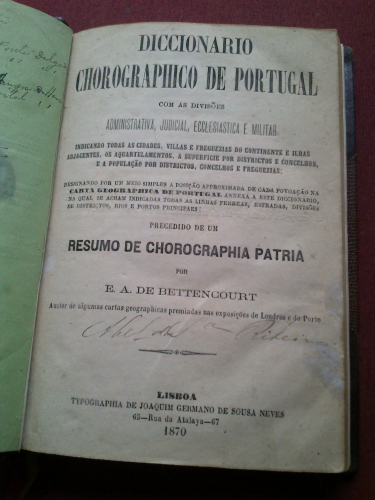 DICCIONARIO
CHOROGRAPHICO DE PORTUGAL
COM AS DIVISÕES
ADMINISTRATIVA, JUDICIAL, ECCLESIASTICA E MILITAR
INDICANDO TODAS AS CIDADES, VILLAS E FREGUEZIAS DO CONTINENTE E ILHAS
ADJACENTES, OS AQUARTELAMENTOS, A SUPERFICIE POR DISTRICTOS E CONCELHOS,
E A POPULAÇÃO POR DISTRICTOS, CONCELHOS E FREGUEZIAS;
DESIGNANDO POR UM MEIO SIMPLES A POSIÇÃO APPROXIMADA DE CADA POVOAÇÃO NA
CARTA GEOGRAPHICA DE PORTUGAL ANNEXA A ESTE DICCIONARIO,
NA QUAL SE ACHAM INDICADAS TODAS AS LINHAS FERREAS, ESTRADAS, DIVISÕES
DE DISTRICTOS, RIOS E PORTOS PRINCIPAES;
PRECEDIDO DE UM
RESUMO DE CHOROGRAPHIA PATRIA
POR
E. A. DE BETTENCOURT
Auctor de algumas cartas geographicas premiadas nas exposições de Londres e do Porto
LISBOA
TYPOGRAPHIA DE JOAQUIM GERMANO DE SOUSA NEVES
65—Rua da Atalaya—67
1870